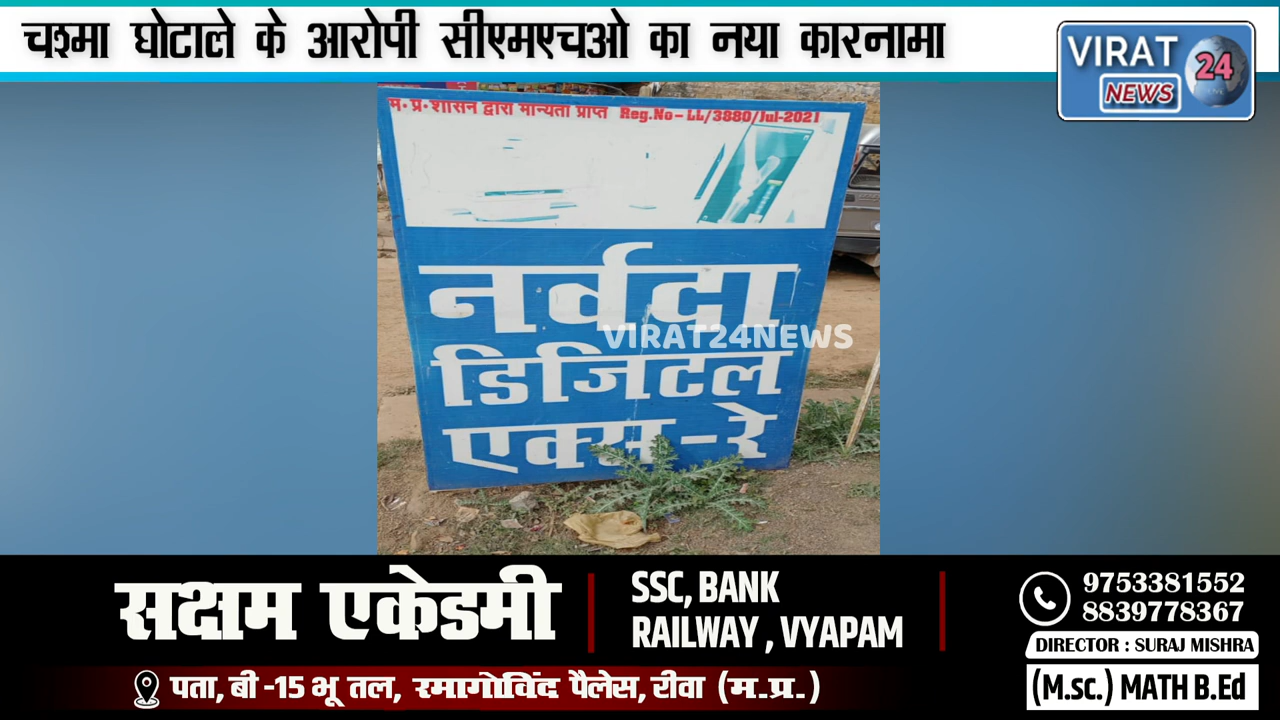 चश्मा घोटाले के आरोपी सीएमएचओ का नया कारनामा
VIRAT
24
NEWS
म॰प्र॰शासन द्वारा मान्यता प्राप्त Reg.No-LL/3880/Jul-2021
नर्वदा
VIRAT24NEWS
डिजिटल
एक्स-रे
सक्षम एकेडमी
SSC, BANK
RAILWAY , VYAPAM
9753381552
8839778367
DIRECTOR : SURAJ MISHRA
(M.sc.) MATH B.Ed
पता, बी -15 भू तल, रमागोविंद पैलेस, रीवा (म.प्र.)